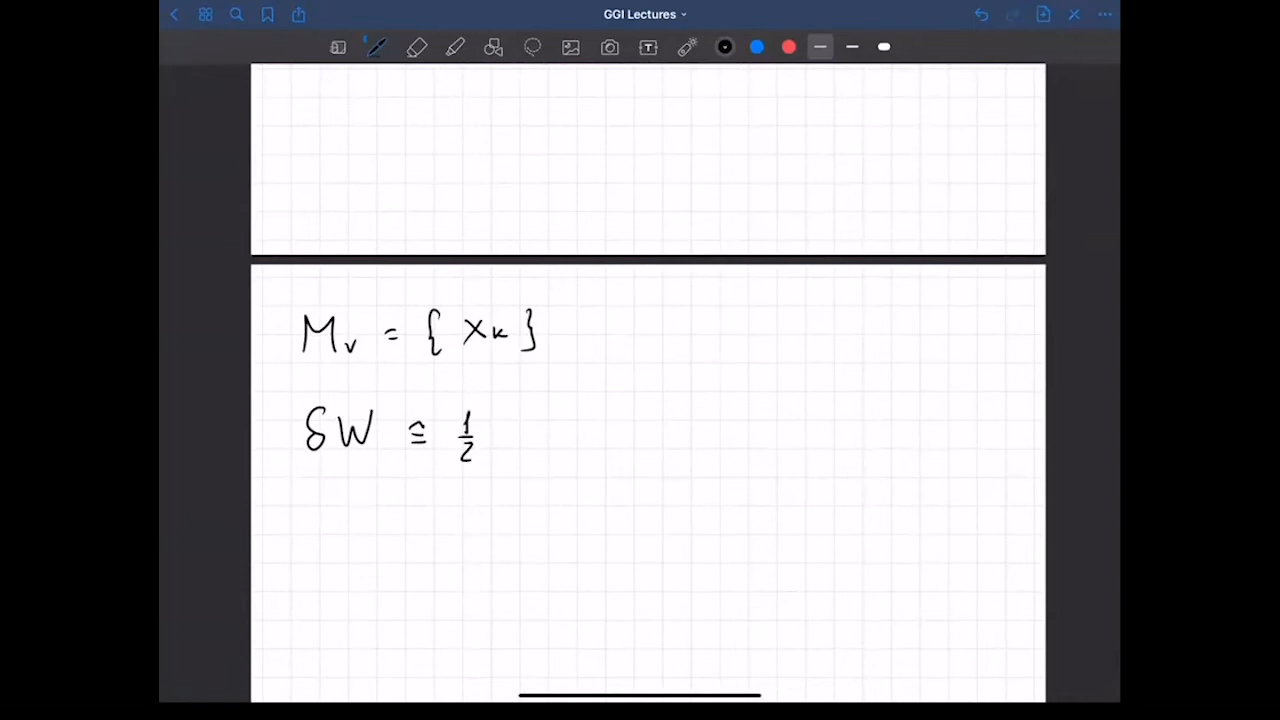 GGI Lectures
T
M_v = { X_k }
δW ≅ 1/2